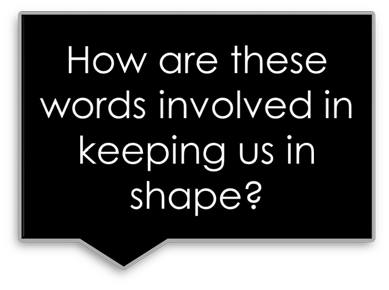 How are these
words involved in
keeping us in
shape?